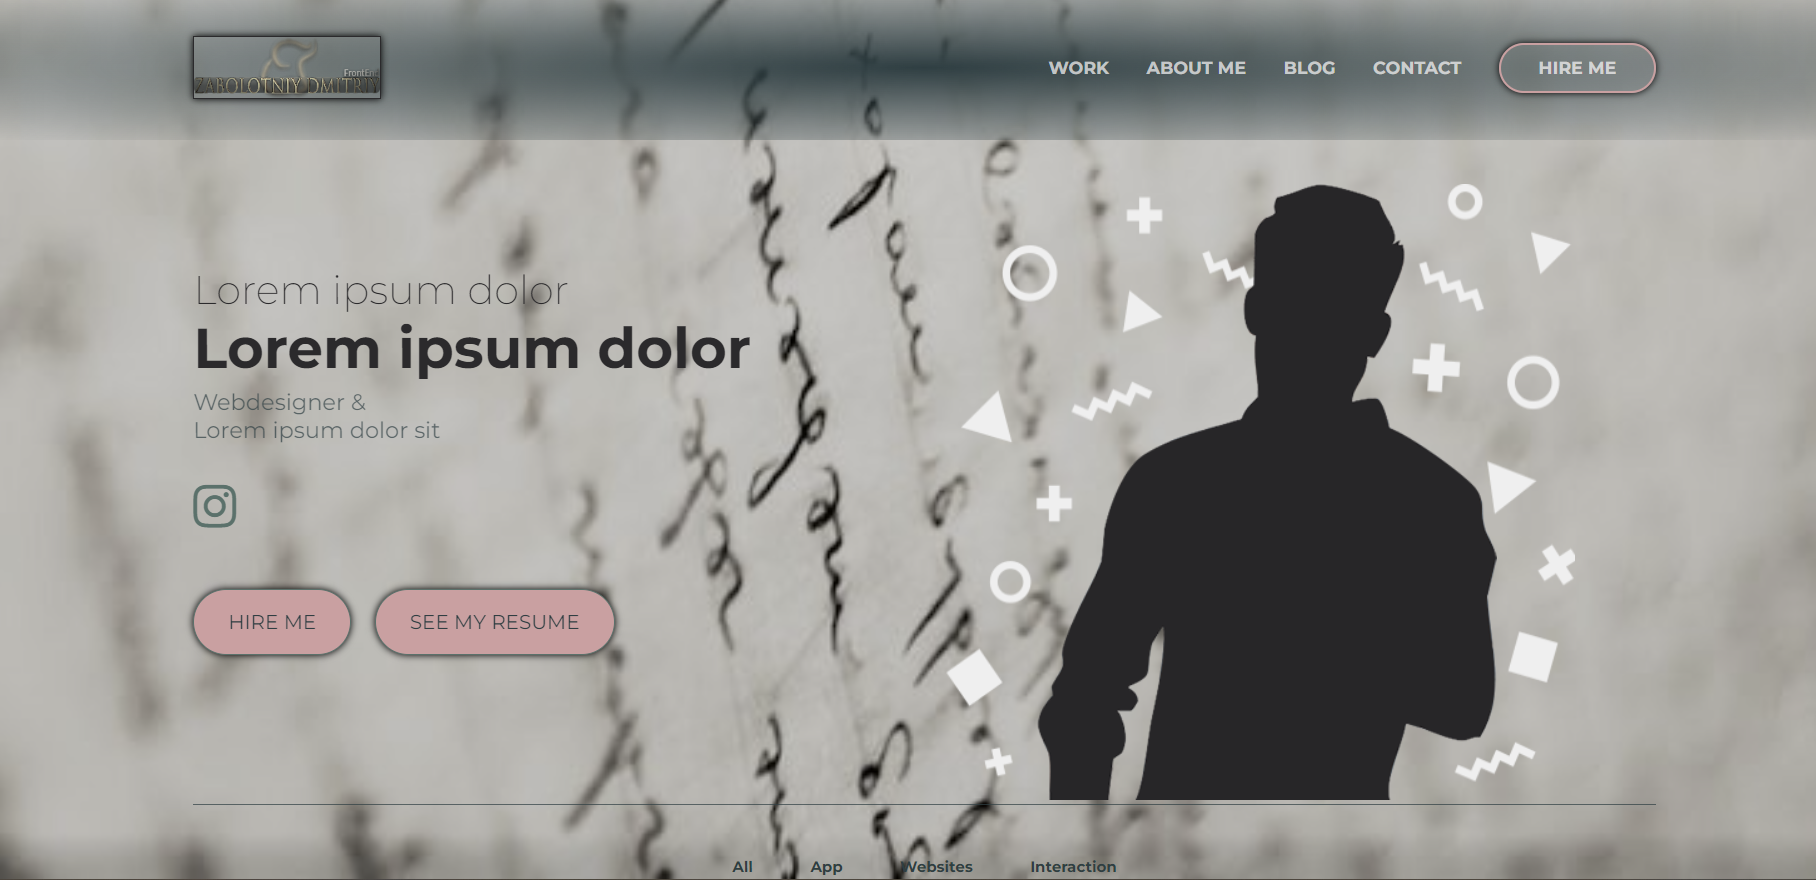 FrontEnd
ZABOLOTNIY DMITRIY
WORK ABOUT ME BLOG CONTACT HIRE ME
Lorem ipsum dolor
Lorem ipsum dolor
Webdesigner &
Lorem ipsum dolor sit
HIRE ME SEE MY RESUME
All App Websites Interaction